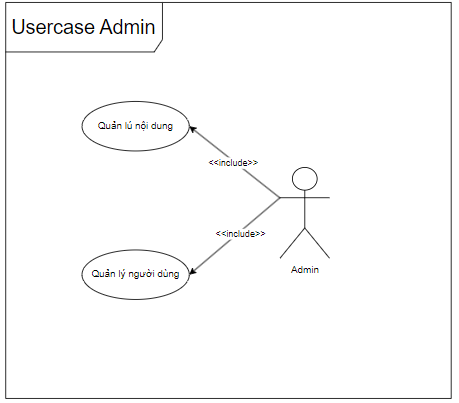 Usercase Admin
Quản lú nội dung
<<include>>
<<include>>
Quản lý người dùng
Admin